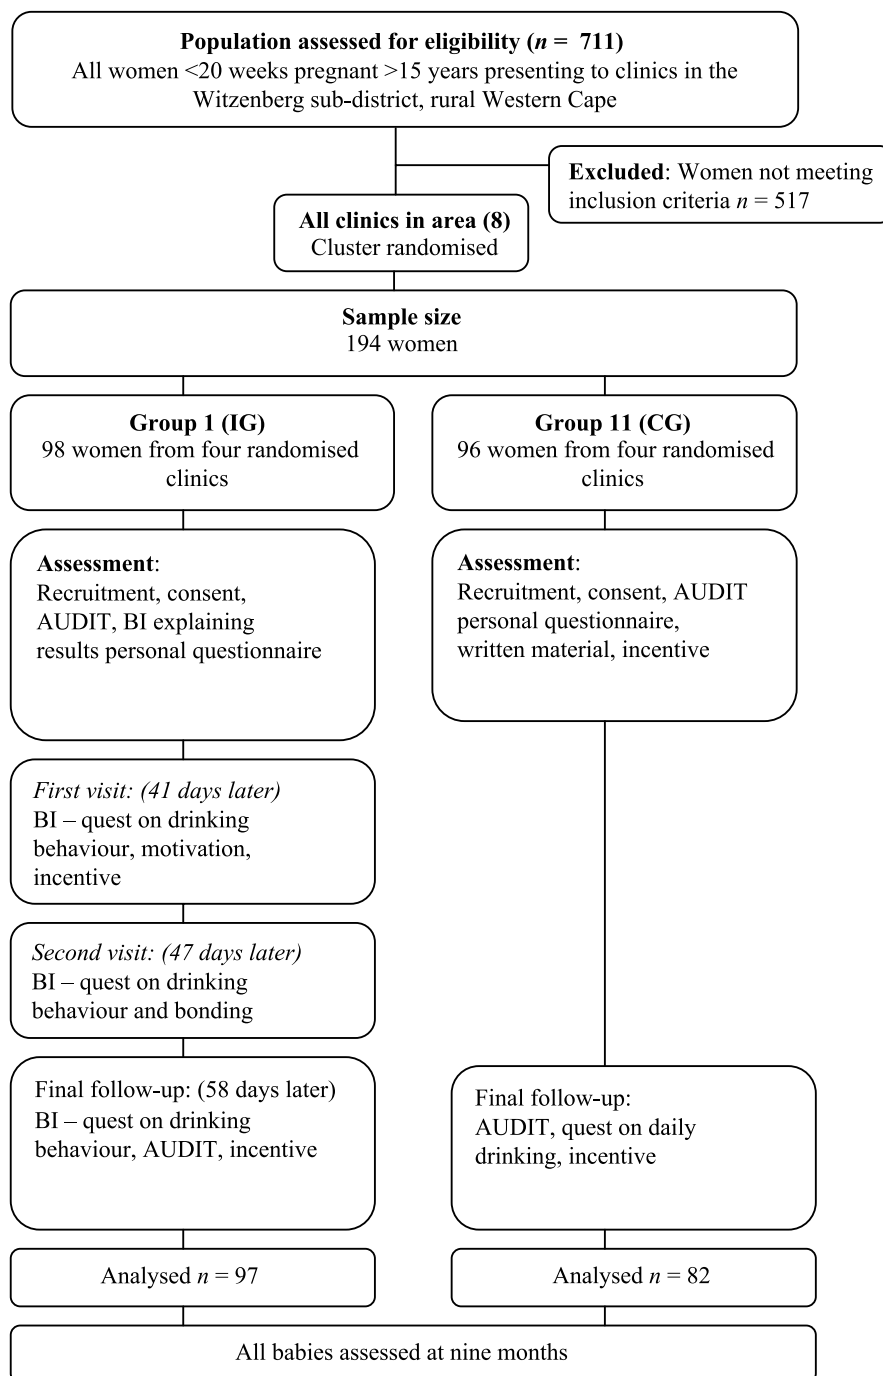 Population assessed for eligibility (n = 711)
All women <20 weeks pregnant >15 years presenting to clinics in the
Witzenberg sub-district, rural Western Cape
Excluded: Women not meeting
inclusion criteria n = 517
All clinics in area (8)
Cluster randomised
Sample size
194 women
Group 1 (IG)
98 women from four randomised
clinics
Group 11 (CG)
96 women from four randomised
clinics
Assessment:
Recruitment, consent,
AUDIT, BI explaining
results personal questionnaire
Assessment:
Recruitment, consent, AUDIT
personal questionnaire,
written material, incentive
First visit: (41 days later)
BI – quest on drinking
behaviour, motivation,
incentive
Second visit: (47 days later)
BI – quest on drinking
behaviour and bonding
Final follow-up: (58 days later)
BI – quest on drinking
behaviour, AUDIT, incentive
Final follow-up:
AUDIT, quest on daily
drinking, incentive
Analysed n = 97
Analysed n = 82
All babies assessed at nine months